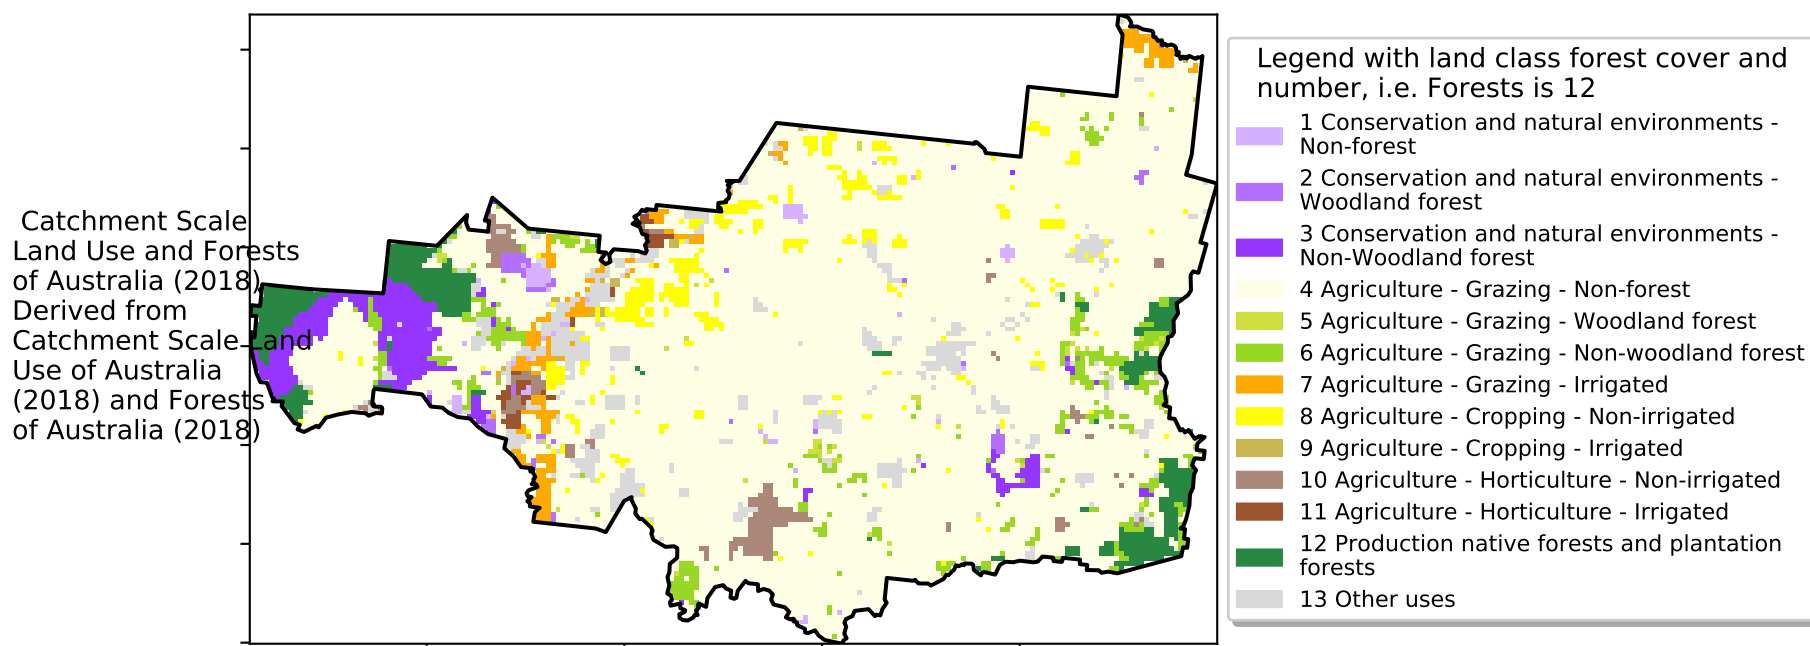 Catchment Scale
Land Use and Forests
of Australia (2018)
Derived from
Catchment Scale Land
Use of Australia
(2018) and Forests
of Australia (2018)
Legend with land class forest cover and
number, i.e. Forests is 12
1 Conservation and natural environments -
Non-forest
2 Conservation and natural environments -
Woodland forest
3 Conservation and natural environments -
Non-Woodland forest
4 Agriculture - Grazing - Non-forest
5 Agriculture - Grazing - Woodland forest
6 Agriculture - Grazing - Non-woodland forest
7 Agriculture - Grazing - Irrigated
8 Agriculture - Cropping - Non-irrigated
9 Agriculture - Cropping - Irrigated
10 Agriculture - Horticulture - Non-irrigated
11 Agriculture - Horticulture - Irrigated
12 Production native forests and plantation
forests
13 Other uses